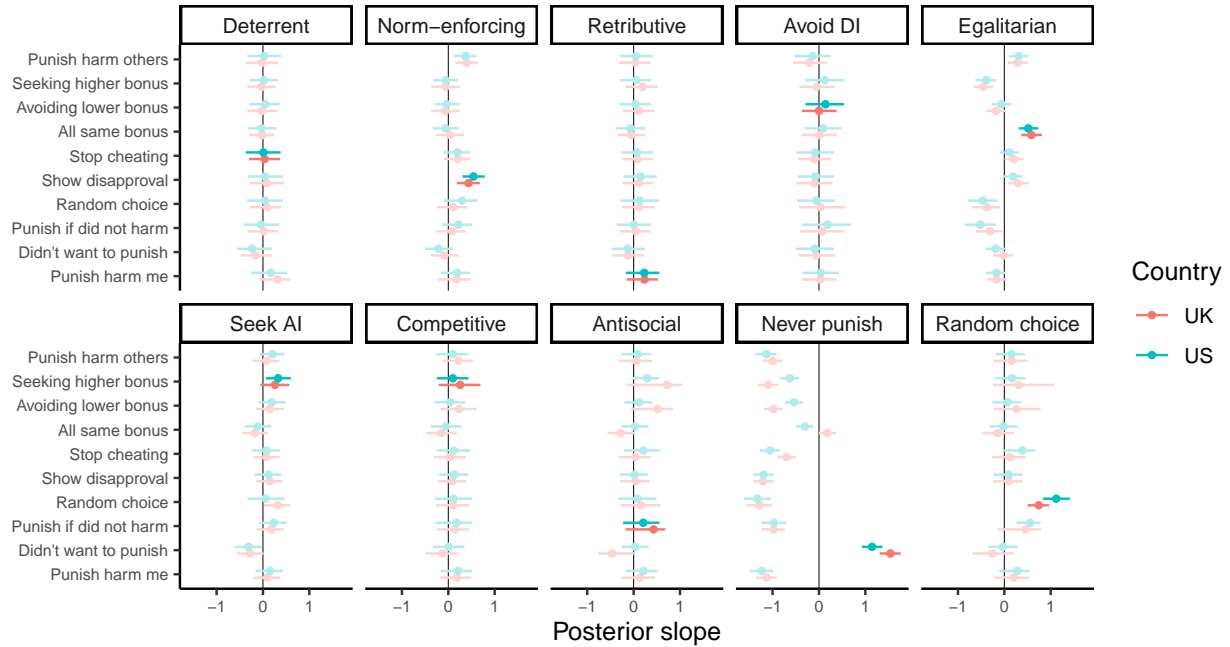 Deterrent Norm−enforcing Retributive Avoid DI Egalitarian
Punish harm others
Seeking higher bonus
Avoiding lower bonus
All same bonus
Stop cheating
Show disapproval
Random choice
Punish if did not harm
Didn't want to punish
Punish harm me
Seek AI Competitive Antisocial Never punish Random choice
Punish harm others
Seeking higher bonus
Avoiding lower bonus
All same bonus
Stop cheating
Show disapproval
Random choice
Punish if did not harm
Didn't want to punish
Punish harm me
−1 0 1 −1 0 1 −1 0 1 −1 0 1 −1 0 1
Posterior slope
Country
UK
US